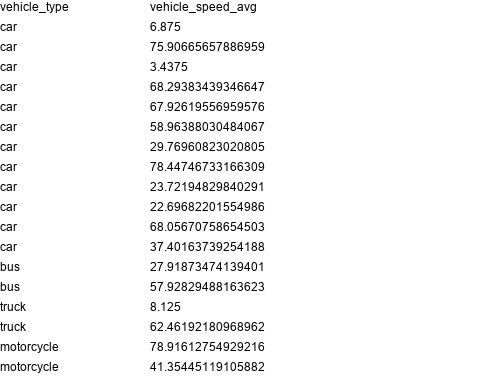 vehicle_type vehicle_speed_avg
car 6.875
car 75.90665657886959
car 3.4375
car 68.29383439346647
car 67.92619556959576
car 58.96388030484067
car 29.76960823020805
car 78.44746733166309
car 23.72194829840291
car 22.69682201554986
car 68.05670758654503
car 37.40163739254188
bus 27.91873474139401
bus 57.92829488163623
truck 8.125
truck 62.46192180968962
motorcycle 78.91612754929216
motorcycle 41.35445119105882